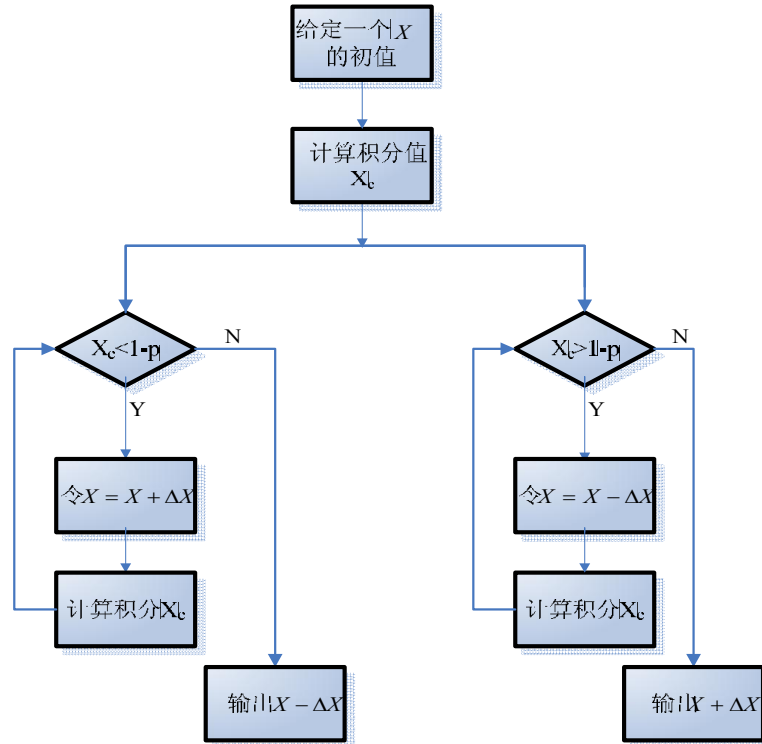 给定一个X
的初值
计算积分值
Xc
Xc<1-p
N
Y
令X = X + ΔX
计算积分Xc
输出X − ΔX
Xc>1-p
N
Y
令X = X − ΔX
计算积分Xc
输出X + ΔX